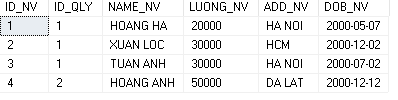 ID_NV ID_QLY NAME_NV LUONG_NV ADD_NV DOB_NV
1 1 HOANG HA 20000 HA NOI 2000-05-07
2 1 XUAN LOC 30000 HCM 2000-12-02
3 1 TUAN ANH 30000 HA NOI 2000-07-02
4 2 HOANG ANH 50000 DA LAT 2000-12-12